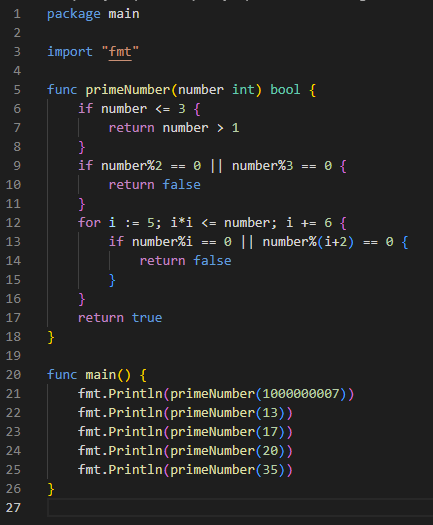 1 package main
2
3 import "fmt"
4
5 func primeNumber(number int) bool {
6     if number <= 3 {
7         return number > 1
8     }
9     if number%2 == 0 || number%3 == 0 {
10         return false
11     }
12     for i := 5; i*i <= number; i += 6 {
13         if number%i == 0 || number%(i+2) == 0 {
14             return false
15         }
16     }
17     return true
18 }
19
20 func main() {
21     fmt.Println(primeNumber(1000000007))
22     fmt.Println(primeNumber(13))
23     fmt.Println(primeNumber(17))
24     fmt.Println(primeNumber(20))
25     fmt.Println(primeNumber(35))
26 }
27